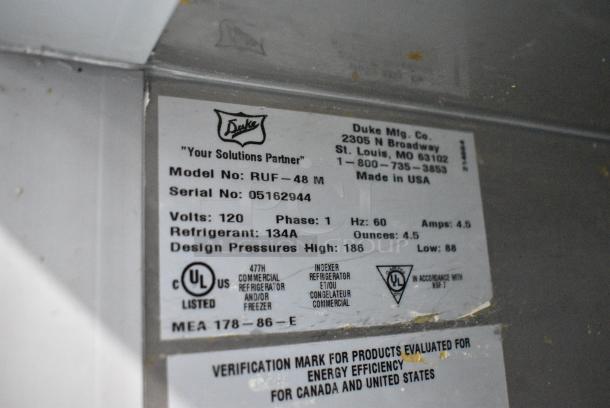 Duke
Duke Mfg. Co.
2305 N Broadway
St. Louis, MO 63102
1-800-735-3853
Made in USA
"Your Solutions Partner"
Model No: RUF-48 M
Serial No: 05162944
Volts: 120 Phase: 1 Hz: 60 Amps: 4.5
Refrigerant: 134A Ounces: 4.5
Design Pressures High: 186 Low: 88
C UL
LISTED
477H
COMMERCIAL
REFRIGERATOR
AND/OR
FREEZER
INDEXER
REFRIGERATEUR
ET/OU
CONGELATEUR
COMMERCIAL
UL
IN ACCORDANCE WITH
NSF 7
MEA 178-86-E
VERIFICATION MARK FOR PRODUCTS EVALUATED FOR
ENERGY EFFICIENCY
FOR CANADA AND UNITED STATES